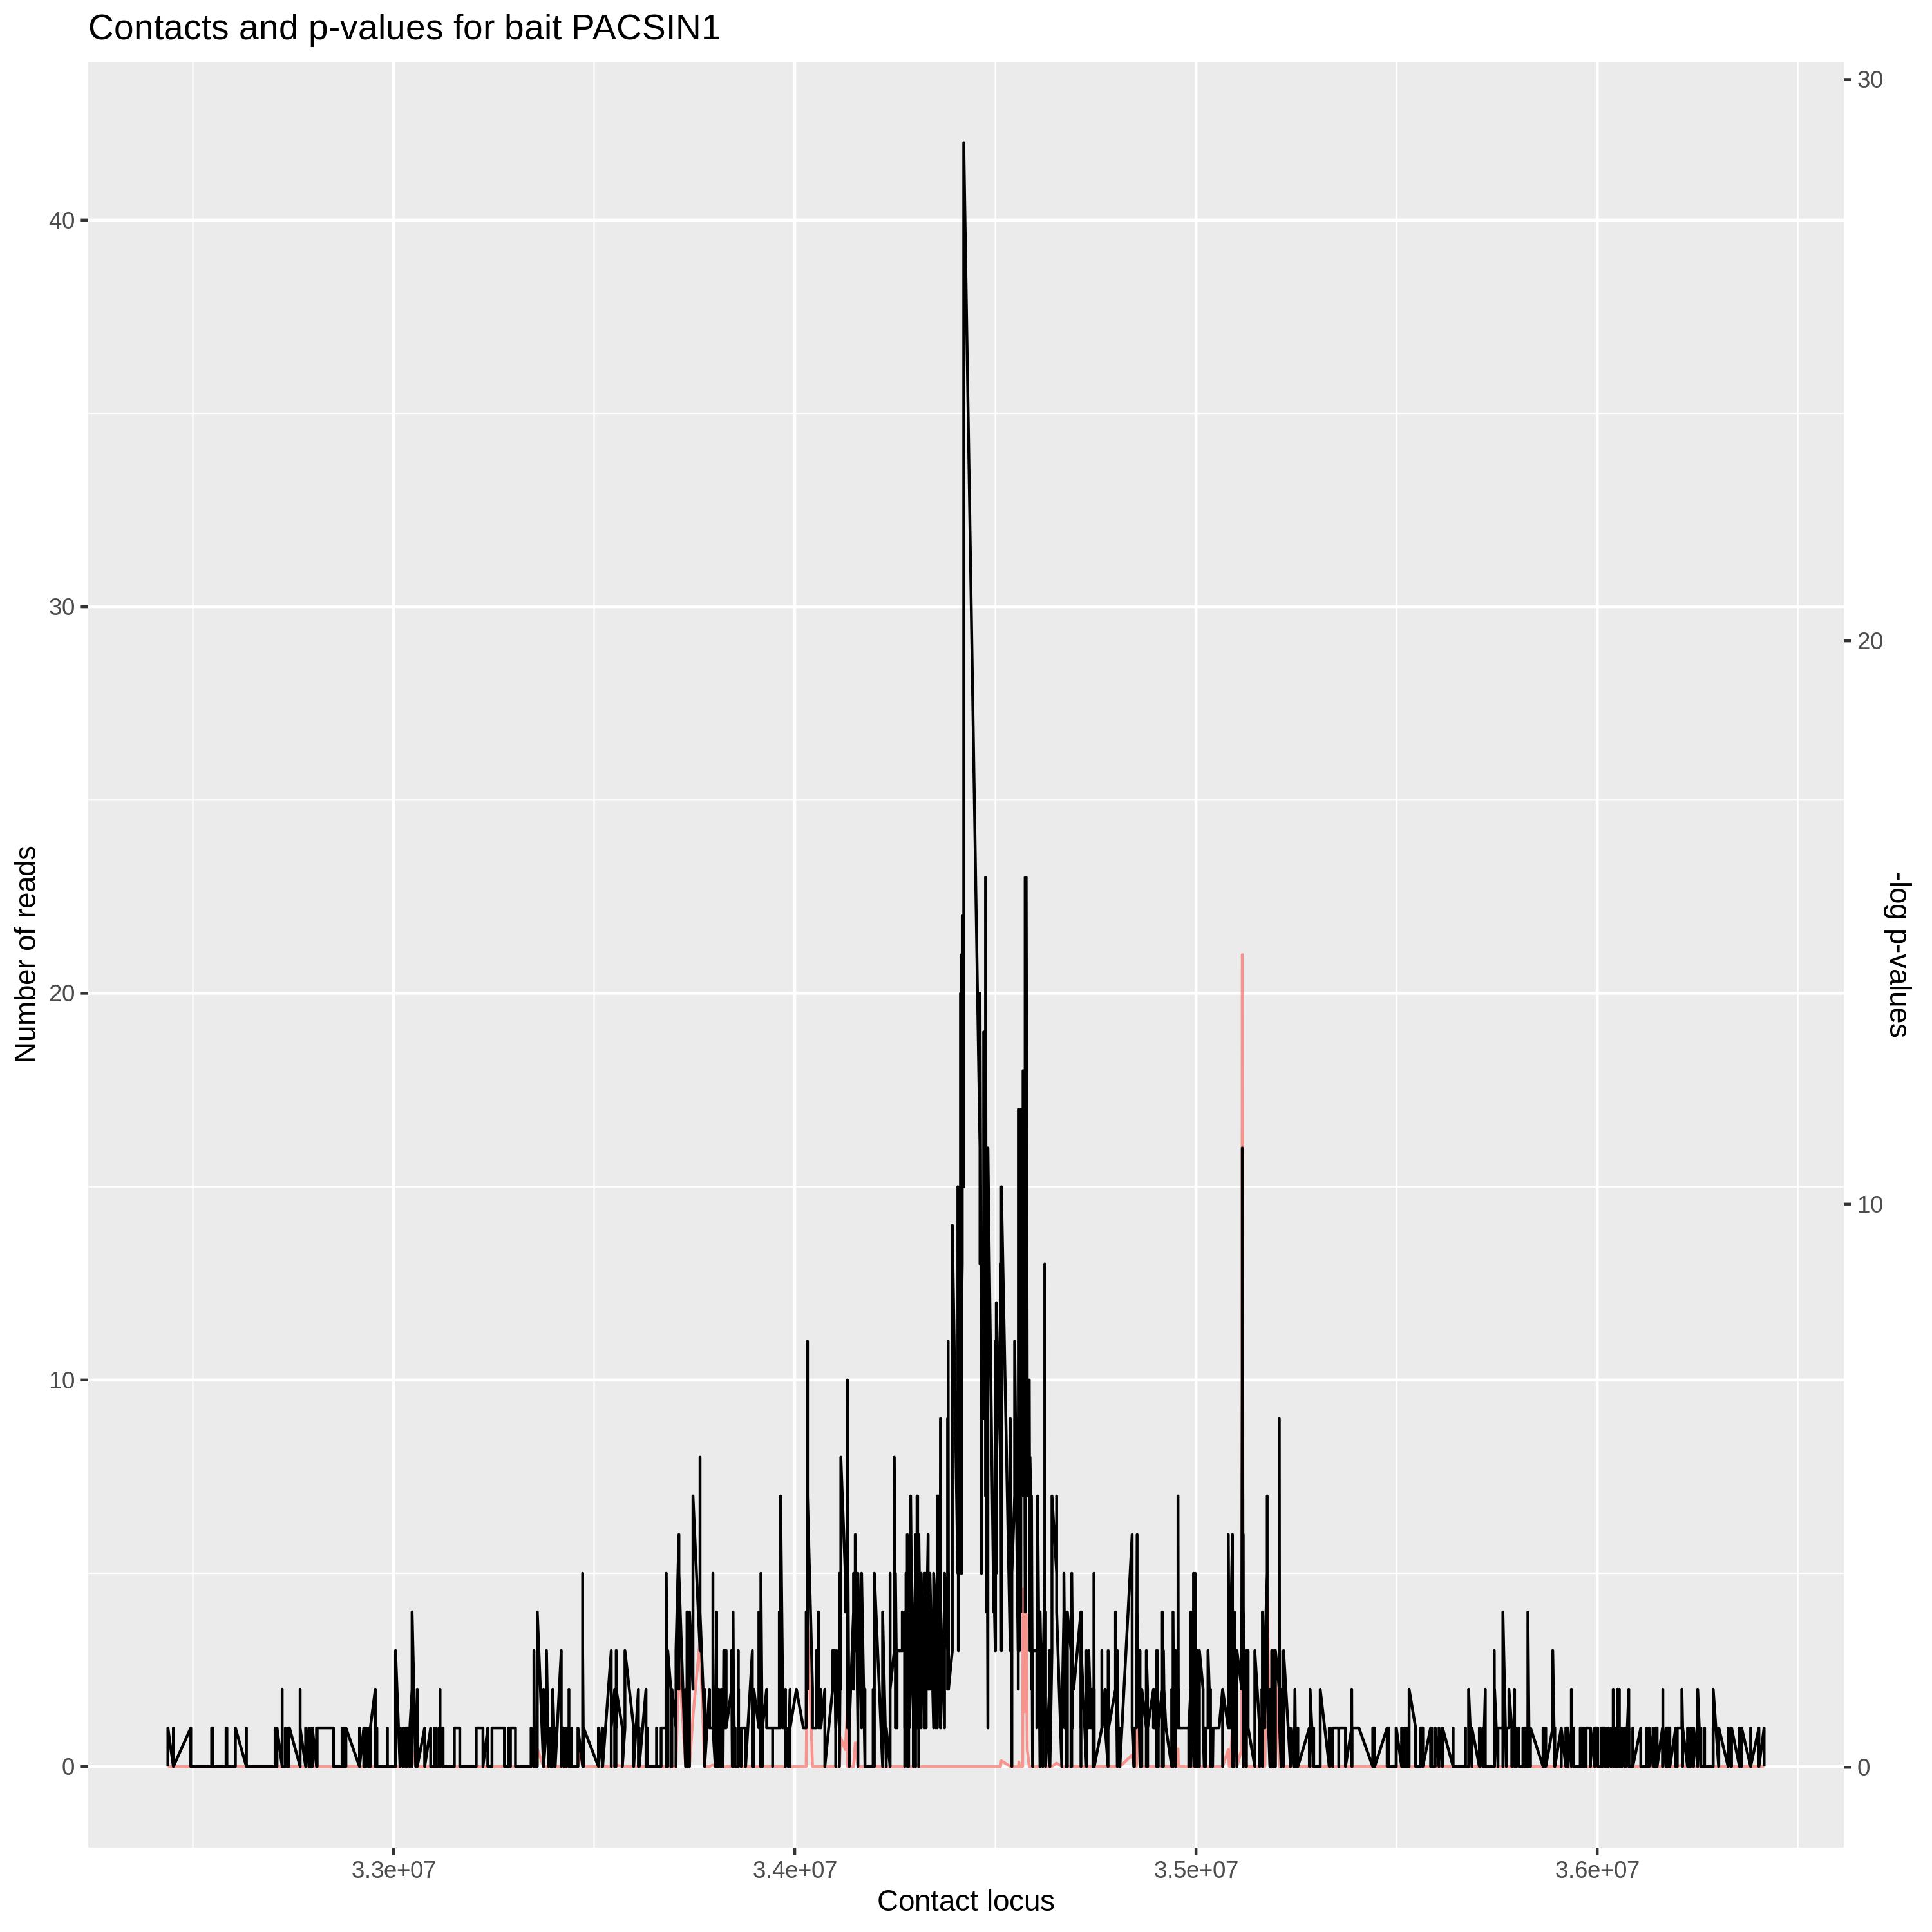 Contacts and p-values for bait PACSIN1
Number of reads
40
30
20
10
0
30
20
10
0
-log p-values
3.3e+07
3.4e+07
3.5e+07
3.6e+07
Contact locus